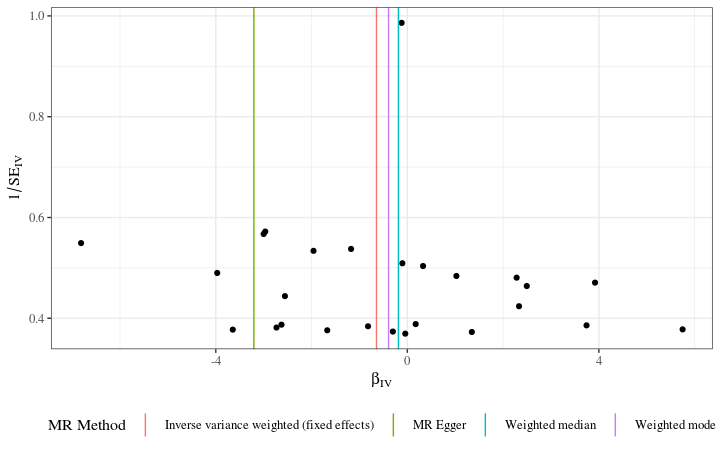 1.0
0.8
0.6
0.4
1/SE_IV
-4
0
4
β_IV
MR Method
Inverse variance weighted (fixed effects)
MR Egger
Weighted median
Weighted mode